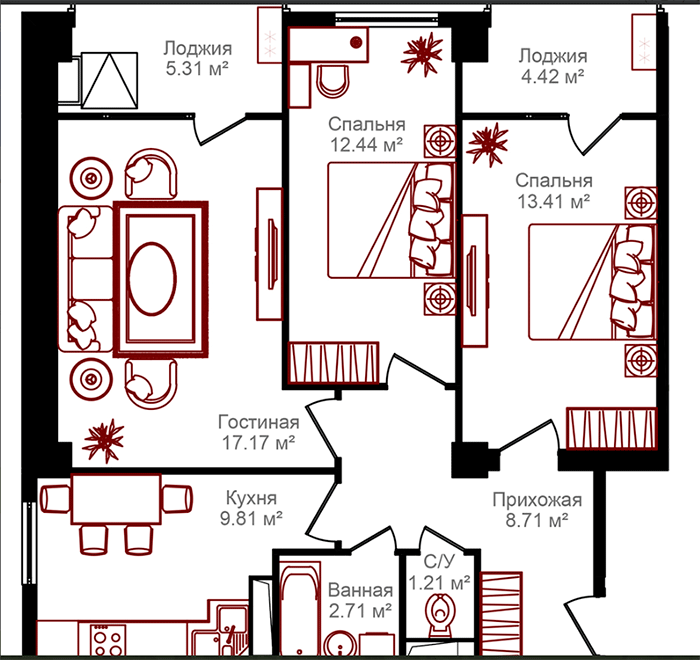 Лоджия
5.31 м²
Лоджия
4.42 м²
Спальня
12.44 м²
Спальня
13.41 м²
Гостиная
17.17 м²
Кухня
9.81 м²
Прихожая
8.71 м²
С/У
1.21 м²
Ванная
2.71 м²